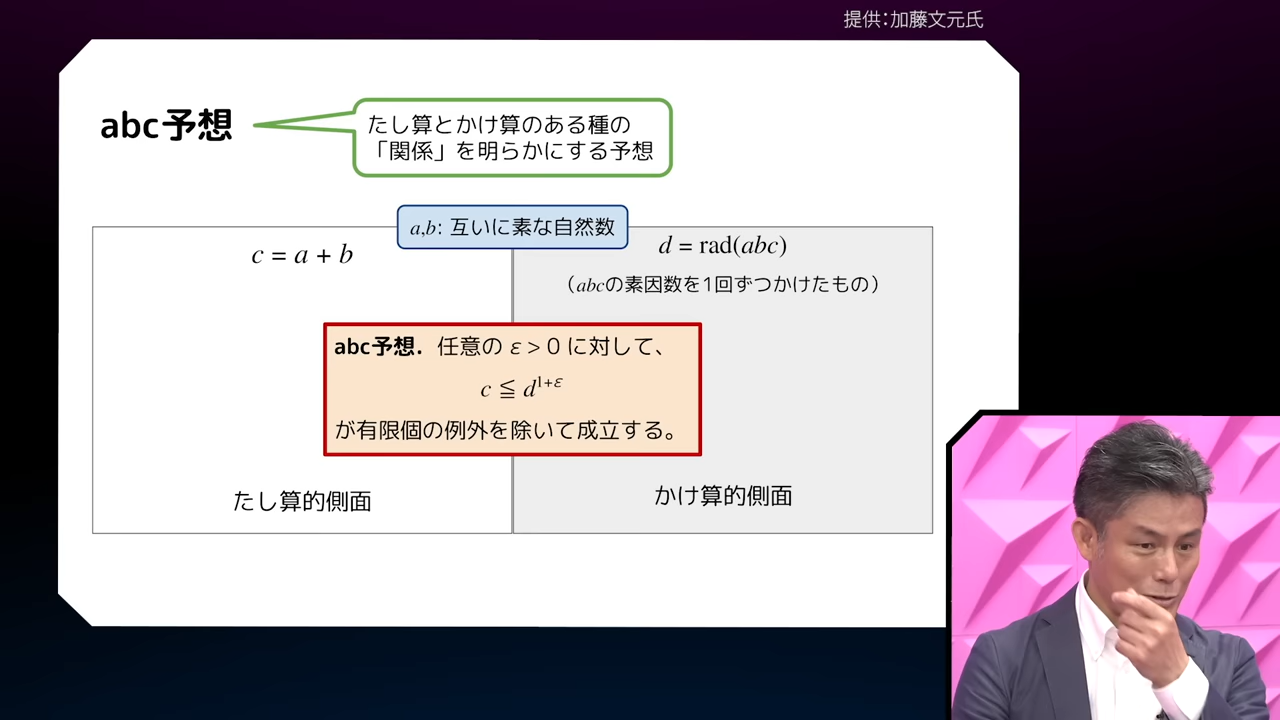 提供：加藤文元氏
abc予想
たし算とかけ算のある種の
「関係」を明らかにする予想
a,b: 互いに素な自然数
c = a + b
d = rad(abc)
（abcの素因数を1回ずつかけたもの）
abc予想．任意の ε > 0 に対して、
c ≦ d^{1+ε}
が有限個の例外を除いて成立する。
たし算的側面
かけ算的側面